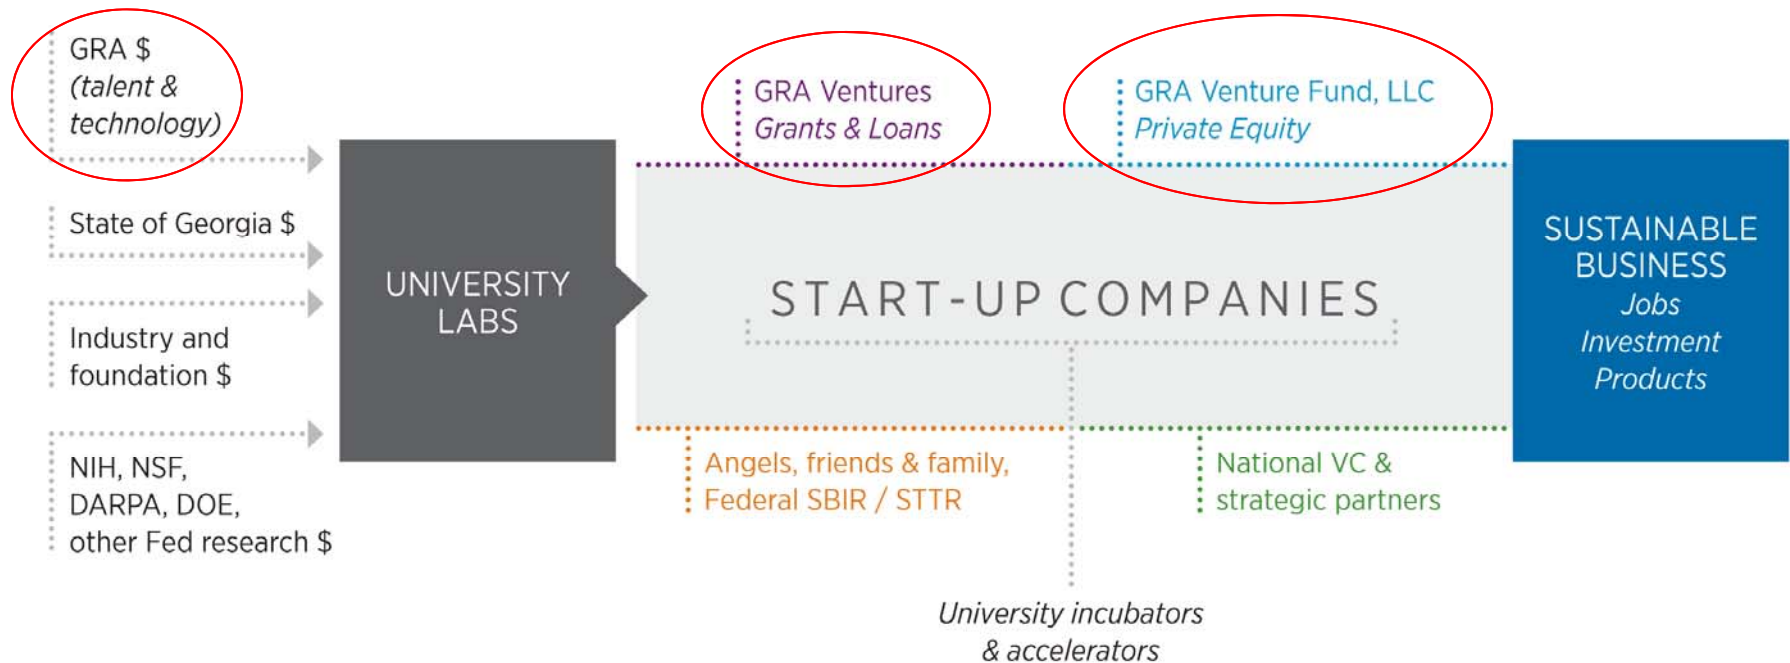 GRA $
(talent &
technology)
State of Georgia $
Industry and
foundation $
NIH, NSF,
DARPA, DOE,
other Fed research $
UNIVERSITY
LABS
GRA Ventures
Grants & Loans
GRA Venture Fund, LLC
Private Equity
START-UP COMPANIES
Angels, friends & family,
Federal SBIR / STTR
National VC &
strategic partners
University incubators
& accelerators
SUSTAINABLE
BUSINESS
Jobs
Investment
Products